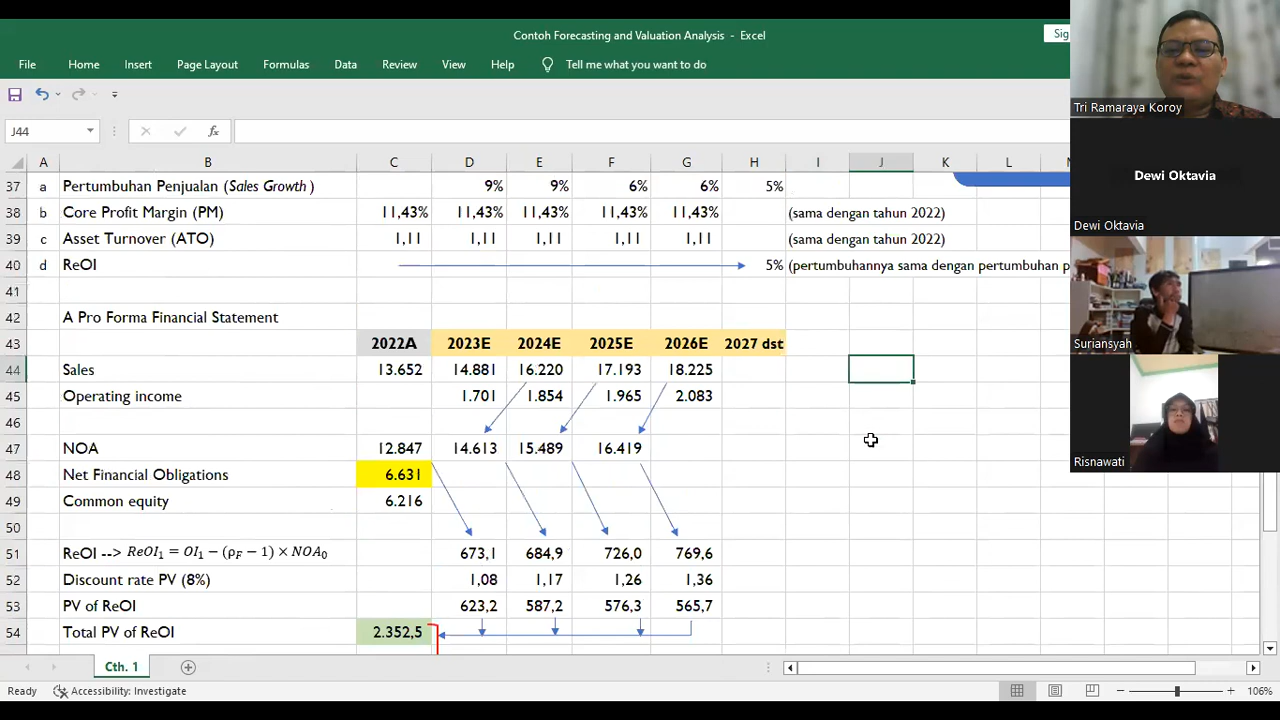 Contoh Forecasting and Valuation Analysis - Excel
Sig
File Home Insert Page Layout Formulas Data Review View Help Tell me what you want to do
J44
fx
A B C D E F G H I J K L
37 a Pertumbuhan Penjualan (Sales Growth ) 9% 9% 6% 6% 5%
38 b Core Profit Margin (PM) 11,43% 11,43% 11,43% 11,43% 11,43% (sama dengan tahun 2022)
39 c Asset Turnover (ATO) 1,11 1,11 1,11 1,11 1,11 (sama dengan tahun 2022)
40 d ReOI 5% (pertumbuhannya sama dengan pertumbuhan p
41
42 A Pro Forma Financial Statement
43 2022A 2023E 2024E 2025E 2026E 2027 dst
44 Sales 13.652 14.881 16.220 17.193 18.225
45 Operating income 1.701 1.854 1.965 2.083
46
47 NOA 12.847 14.613 15.489 16.419
48 Net Financial Obligations 6.631
49 Common equity 6.216
50
51 ReOI --> ReOI₁ = OI₁ − (ρF − 1) × NOA₀ 673,1 684,9 726,0 769,6
52 Discount rate PV (8%) 1,08 1,17 1,26 1,36
53 PV of ReOI 623,2 587,2 576,3 565,7
54 Total PV of ReOI 2.352,5
Cth. 1
Ready Accessibility: Investigate 106%
Tri Ramaraya Koroy
Dewi Oktavia
Dewi Oktavia
Suriansyah
Risnawati